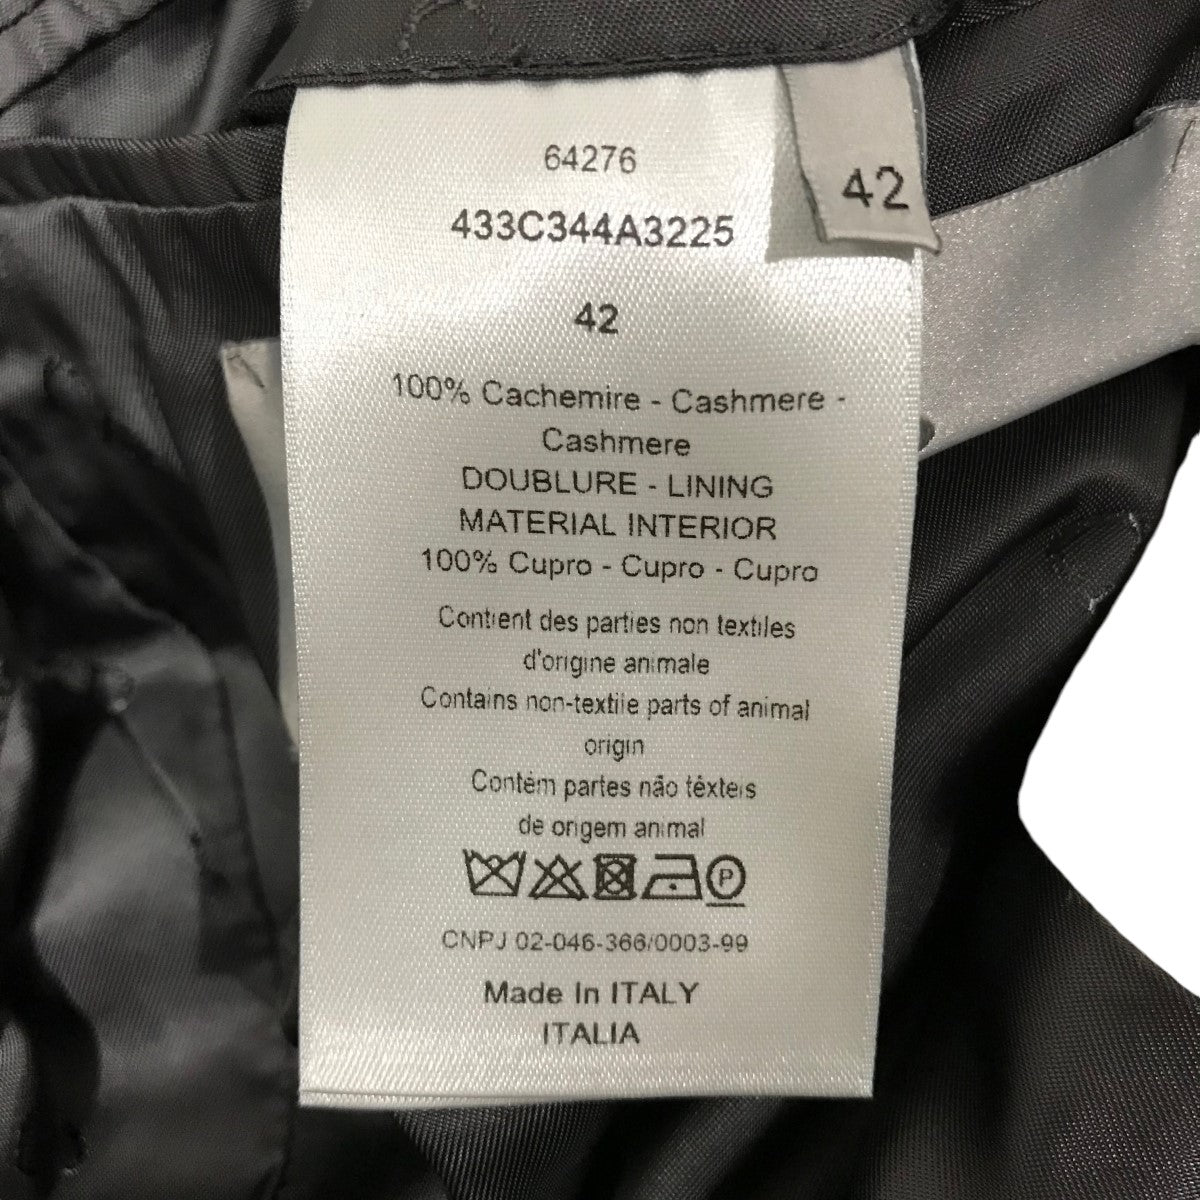 64276
42
433C344A3225
42
100% Cachemire - Cashmere -
Cashmere
DOUBLURE - LINING
MATERIAL INTERIOR
100% Cupro - Cupro - Cupro
Contient des parties non textiles
d'origine animale
Contains non-textile parts of animal
origin
Contém partes não têxteis
de origem animal
P
CNPJ 02-046-366/0003-99
Made In ITALY
ITALIA